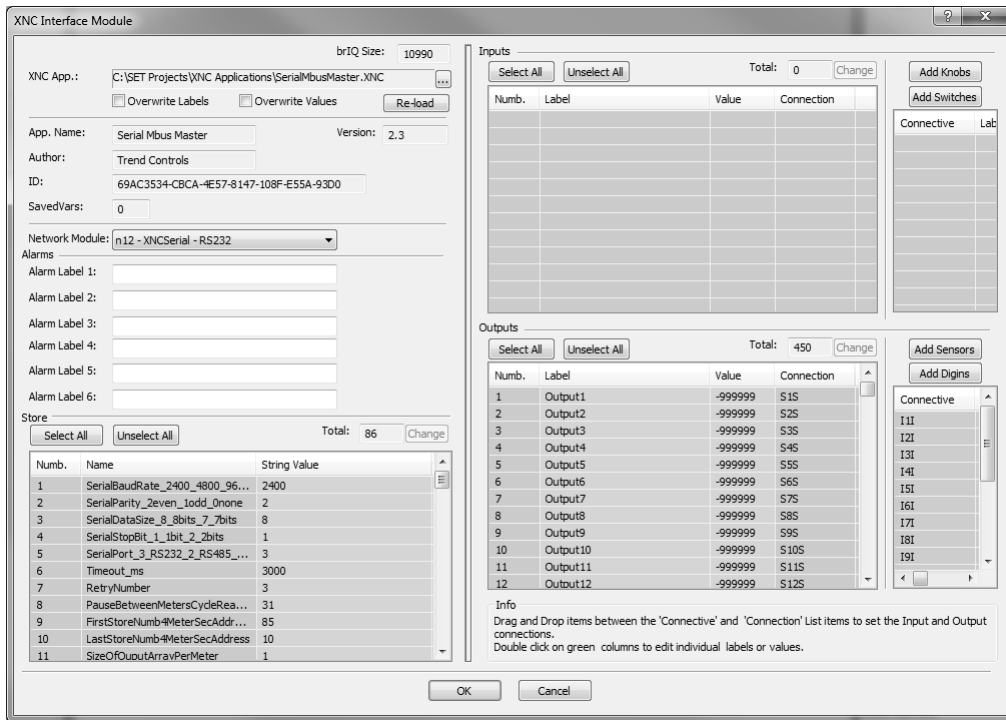 XNC Interface Module
brIQ Size: 10990
XNC App.: C:\SET Projects\XNC Applications\SerialMbusMaster.XNC ...
Overwrite Labels Overwrite Values Re-load
App. Name: Serial Mbus Master Version: 2.3
Author: Trend Controls
ID: 69AC3534-CBCA-4E57-8147-108F-E55A-93D0
SavedVars: 0
Network Module: n12 - XNCSerial - RS232
Alarms
Alarm Label 1:
Alarm Label 2:
Alarm Label 3:
Alarm Label 4:
Alarm Label 5:
Alarm Label 6:
Store
Select All Unselect All Total: 86 Change
Numb. Name String Value
1 SerialBaudRate_2400_4800_96... 2400
2 SerialParity_2even_1odd_0none 2
3 SerialDataSize_8_8bits_7_7bits 8
4 SerialStopBit_1_1bit_2_2bits 1
5 SerialPort_3_RS232_2_RS485_... 3
6 Timeout_ms 3000
7 RetryNumber 3
8 PauseBetweenMetersCycleRea... 31
9 FirstStoreNumb4MeterSecAddr... 85
10 LastStoreNumb4MeterSecAddress 10
11 SizeOfOuputArrayPerMeter 1
Inputs
Select All Unselect All Total: 0 Change
Numb. Label Value Connection
Add Knobs
Add Switches
Connective Lab
Outputs
Select All Unselect All Total: 450 Change
Numb. Label Value Connection
1 Output1 -999999 S1S
2 Output2 -999999 S2S
3 Output3 -999999 S3S
4 Output4 -999999 S4S
5 Output5 -999999 S5S
6 Output6 -999999 S6S
7 Output7 -999999 S7S
8 Output8 -999999 S8S
9 Output9 -999999 S9S
10 Output10 -999999 S10S
11 Output11 -999999 S11S
12 Output12 -999999 S12S
Add Sensors
Add Digins
Connective
I1I
I2I
I3I
I4I
I5I
I6I
I7I
I8I
I9I
Info
Drag and Drop items between the 'Connective' and 'Connection' List items to set the Input and Output
connections.
Double click on green columns to edit individual labels or values.
OK Cancel